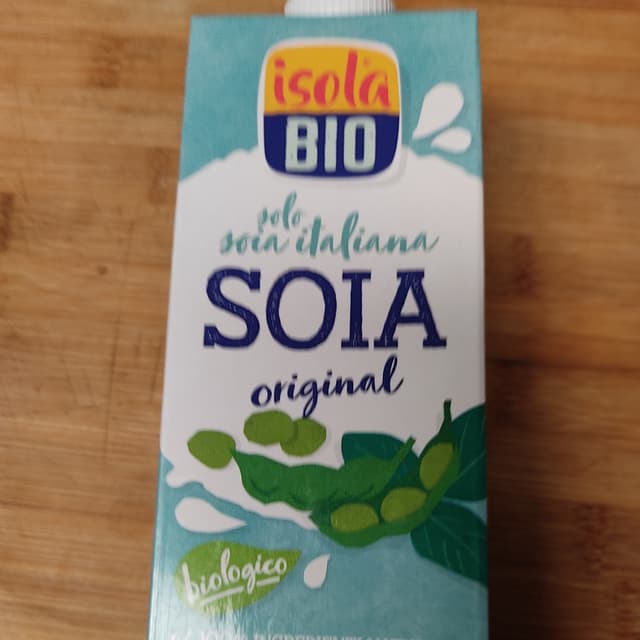 isola
BIO
solo
soia italiana
SOIA
original
biologico